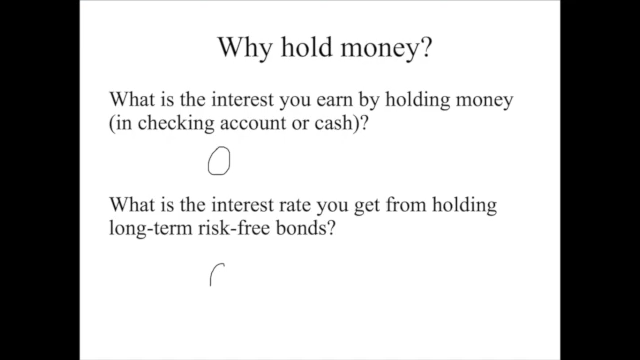 Why hold money?
What is the interest you earn by holding money
(in checking account or cash)?
0
What is the interest rate you get from holding
long-term risk-free bonds?